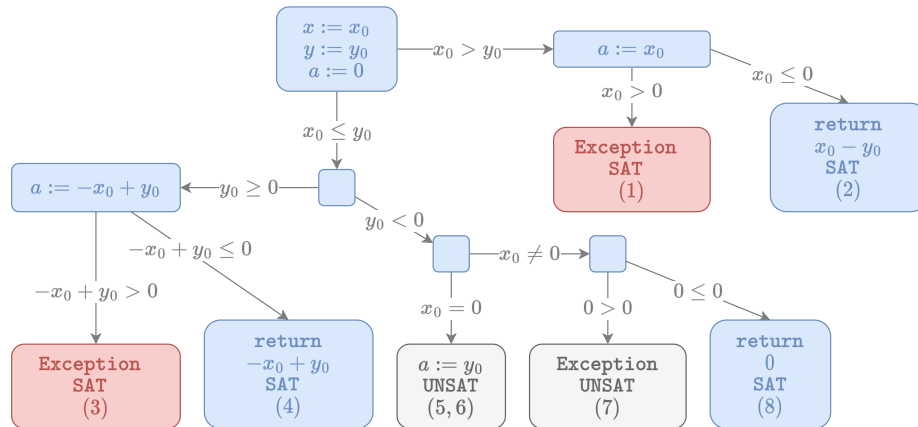 x := x₀
y := y₀
a := 0
x₀ > y₀
a := x₀
x₀ ≤ 0
x₀ > 0
x₀ ≤ y₀
Exception
SAT
(1)
return
x₀ − y₀
SAT
(2)
a := −x₀ + y₀
y₀ ≥ 0
y₀ < 0
−x₀ + y₀ ≤ 0
x₀ ≠ 0
−x₀ + y₀ > 0
x₀ = 0
0 > 0
0 ≤ 0
Exception
SAT
(3)
return
−x₀ + y₀
SAT
(4)
a := y₀
UNSAT
(5, 6)
Exception
UNSAT
(7)
return
0
SAT
(8)